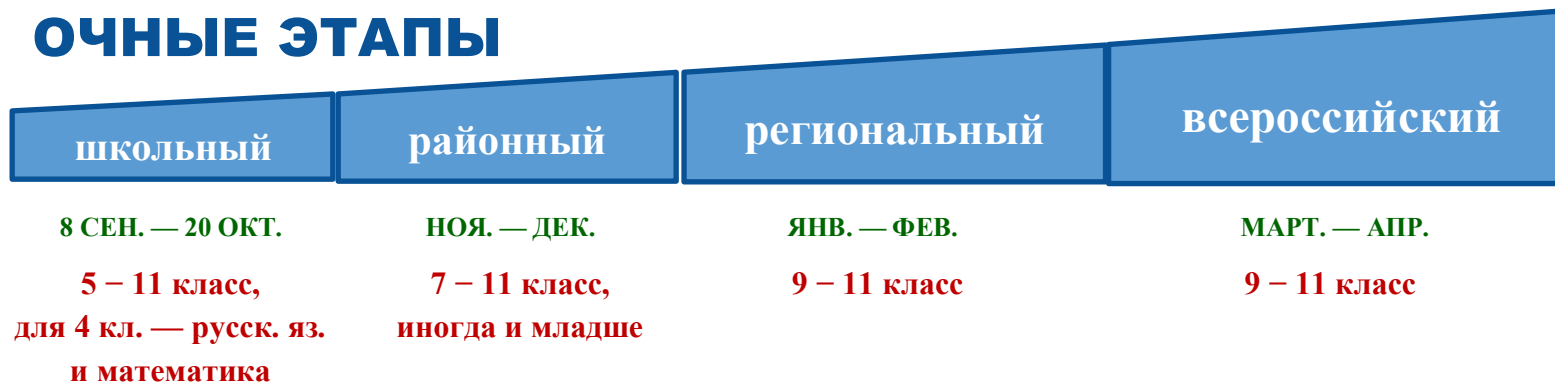 ОЧНЫЕ ЭТАПЫ
школьный
районный
региональный
всероссийский
8 СЕН. — 20 ОКТ.
НОЯ. — ДЕК.
ЯНВ. — ФЕВ.
МАРТ. — АПР.
5 − 11 класс,
для 4 кл. — русск. яз.
и математика
7 − 11 класс,
иногда и младше
9 − 11 класс
9 − 11 класс